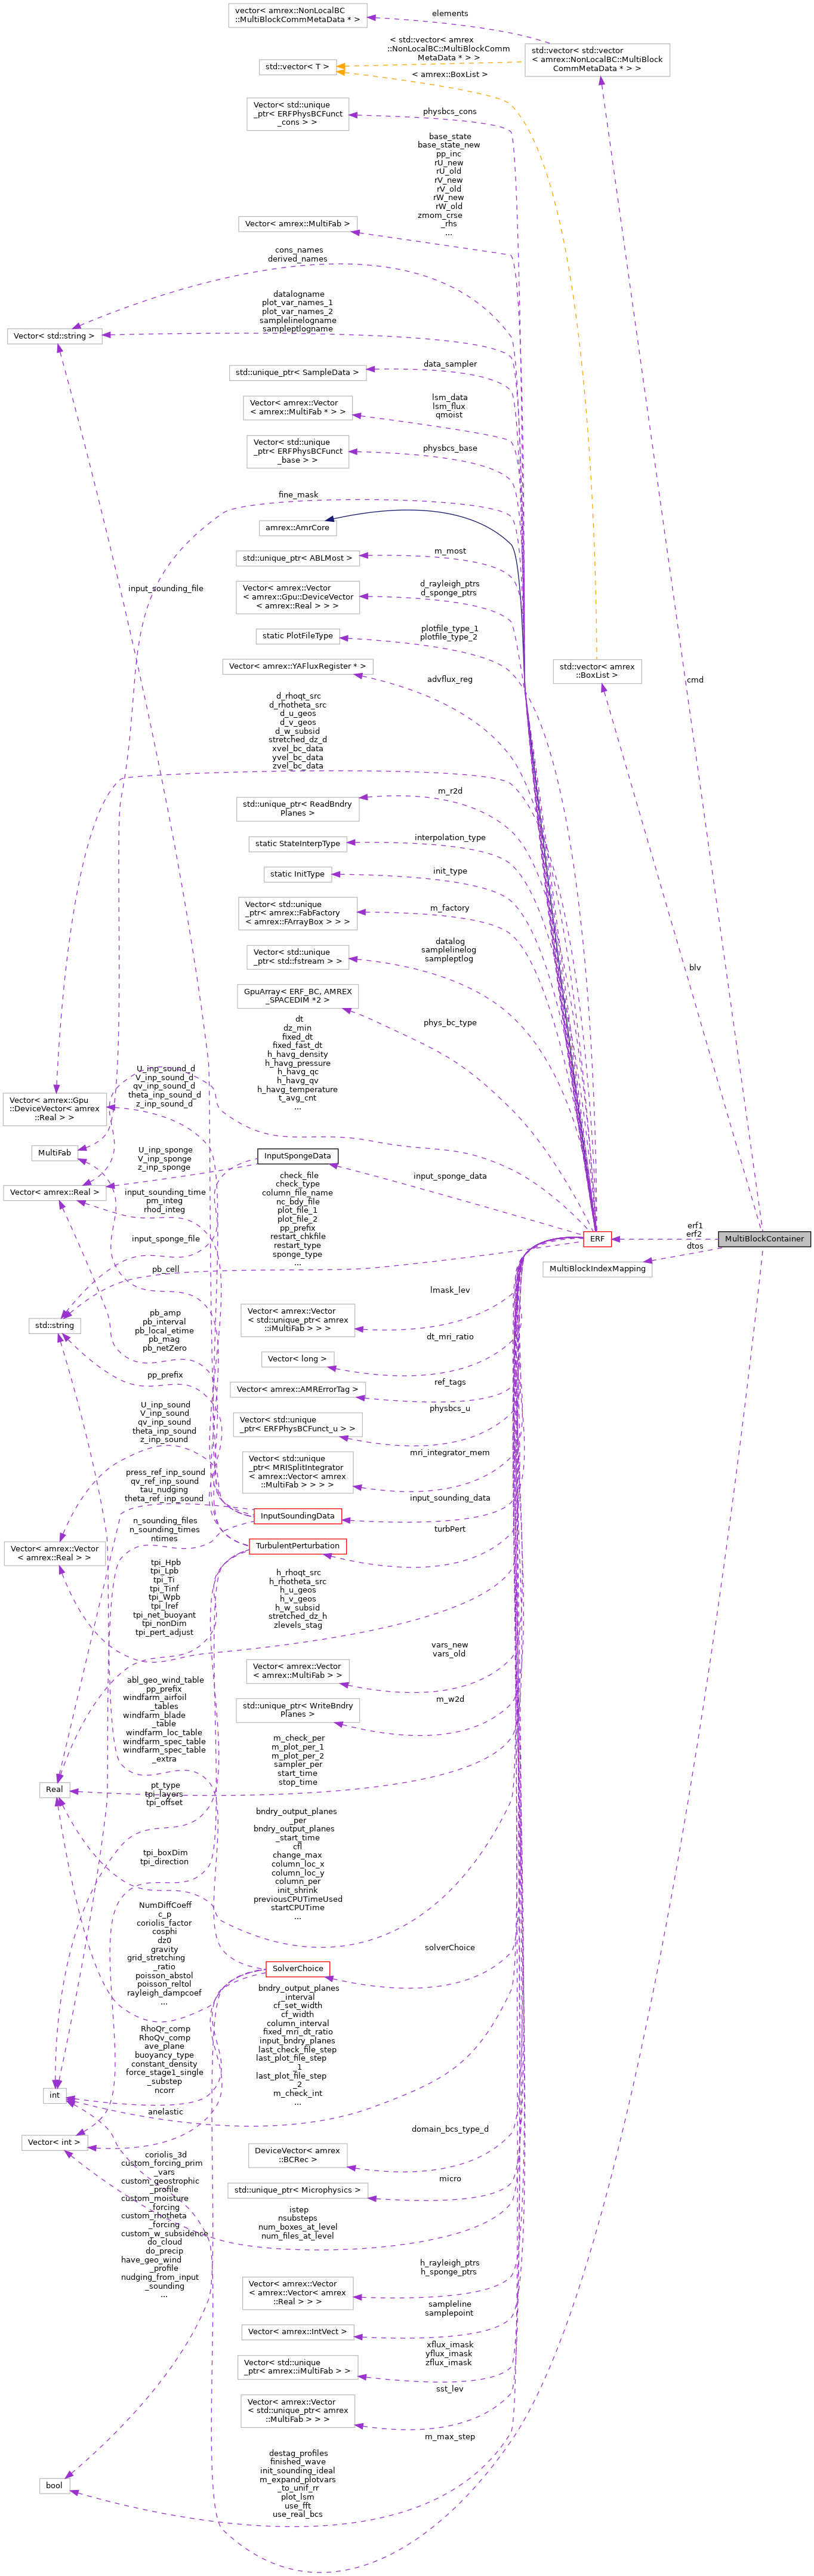 vector< amrex::NonLocalBC
::MultiBlockCommMetaData * >
elements
std::vector< std::vector
< amrex::NonLocalBC::MultiBlock
CommMetaData * > >
< std::vector< amrex
::NonLocalBC::MultiBlockComm
MetaData * > >
std::vector< T >
< amrex::BoxList >
Vector< std::unique
_ptr< ERFPhysBCFunct
_cons > >
physbcs_cons
base_state
base_state_new
pp_inc
rU_new
rU_old
rV_new
rV_old
rW_new
rW_old
zmom_crse
_rhs
...
Vector< amrex::MultiFab >
cons_names
derived_names
datalogname
plot_var_names_1
plot_var_names_2
samplelinelogname
sampleptlogname
Vector< std::string >
std::unique_ptr< SampleData >
data_sampler
Vector< amrex::Vector
< amrex::MultiFab * > >
lsm_data
lsm_flux
qmoist
Vector< std::unique
_ptr< ERFPhysBCFunct
_base > >
physbcs_base
fine_mask
amrex::AmrCore
std::unique_ptr< ABLMost >
m_most
input_sounding_file
Vector< amrex::Vector
< amrex::Gpu::DeviceVector
< amrex::Real > > >
d_rayleigh_ptrs
d_sponge_ptrs
static PlotFileType
plotfile_type_1
plotfile_type_2
Vector< amrex::YAFluxRegister * >
advflux_reg
std::vector< amrex
::BoxList >
cmd
d_rhoqt_src
d_rhotheta_src
d_u_geos
d_v_geos
d_w_subsid
stretched_dz_d
xvel_bc_data
yvel_bc_data
zvel_bc_data
std::unique_ptr< ReadBndry
Planes >
m_r2d
static StateInterpType
interpolation_type
static InitType
init_type
Vector< std::unique
_ptr< amrex::FabFactory
< amrex::FArrayBox > > >
m_factory
Vector< std::unique
_ptr< std::fstream > >
datalog
samplelinelog
sampleptlog
blv
GpuArray< ERF_BC, AMREX
_SPACEDIM *2 >
phys_bc_type
dt
dz_min
fixed_dt
fixed_fast_dt
h_havg_density
h_havg_pressure
h_havg_qc
h_havg_qv
h_havg_temperature
t_avg_cnt
...
U_inp_sound_d
V_inp_sound_d
qv_inp_sound_d
theta_inp_sound_d
z_inp_sound_d
Vector< amrex::Gpu
::DeviceVector< amrex
::Real > >
MultiFab
U_inp_sponge
V_inp_sponge
z_inp_sponge
InputSpongeData
input_sponge_data
Vector< amrex::Real >
input_sounding_time
pm_integ
rhod_integ
check_file
check_type
column_file_name
nc_bdy_file
plot_file_1
plot_file_2
pp_prefix
restart_chkfile
restart_type
sponge_type
...
input_sponge_file
ERF
erf1
erf2
dtos
MultiBlockContainer
MultiBlockIndexMapping
pb_cell
std::string
pb_amp
pb_interval
pb_local_etime
pb_mag
pb_netZero
Vector< amrex::Vector
< std::unique_ptr< amrex
::iMultiFab > > >
lmask_lev
Vector< long >
dt_mri_ratio
pp_prefix
Vector< amrex::AMRErrorTag >
ref_tags
Vector< std::unique
_ptr< ERFPhysBCFunct_u > >
physbcs_u
U_inp_sound
V_inp_sound
qv_inp_sound
theta_inp_sound
z_inp_sound
Vector< std::unique
_ptr< MRISplitIntegrator
< amrex::Vector< amrex
::MultiFab > > > >
mri_integrator_mem
press_ref_inp_sound
qv_ref_inp_sound
tau_nudging
theta_ref_inp_sound
InputSoundingData
input_sounding_data
n_sounding_files
n_sounding_times
ntimes
TurbulentPerturbation
turbPert
Vector< amrex::Vector
< amrex::Real > >
tpi_Hpb
tpi_Lpb
tpi_Ti
tpi_Tinf
tpi_Wpb
tpi_lref
tpi_net_buoyant
tpi_nonDim
tpi_pert_adjust
h_rhoqt_src
h_rhotheta_src
h_u_geos
h_v_geos
h_w_subsid
stretched_dz_h
zlevels_stag
Vector< amrex::Vector
< amrex::MultiFab > >
vars_new
vars_old
abl_geo_wind_table
pp_prefix
windfarm_airfoil
_tables
windfarm_blade
_table
windfarm_loc_table
windfarm_spec_table
windfarm_spec_table
_extra
std::unique_ptr< WriteBndry
Planes >
m_w2d
m_check_per
m_plot_per_1
m_plot_per_2
sampler_per
start_time
stop_time
Real
pt_type
tpi_layers
tpi_offset
bndry_output_planes
_per
bndry_output_planes
_start_time
cfl
change_max
column_loc_x
column_loc_y
column_per
init_shrink
previousCPUTimeUsed
startCPUTime
...
tpi_boxDim
tpi_direction
NumDiffCoeff
c_p
coriolis_factor
cosphi
dz0
gravity
grid_stretching
_ratio
poisson_abstol
poisson_reltol
rayleigh_dampcoef
...
SolverChoice
solverChoice
bndry_output_planes
_interval
cf_set_width
cf_width
column_interval
fixed_mri_dt_ratio
input_bndry_planes
last_check_file_step
last_plot_file_step
_1
last_plot_file_step
_2
m_check_int
...
RhoQr_comp
RhoQv_comp
ave_plane
buoyancy_type
constant_density
force_stage1_single
_substep
ncorr
int
anelastic
Vector< int >
DeviceVector< amrex
::BCRec >
domain_bcs_type_d
std::unique_ptr< Microphysics >
micro
coriolis_3d
custom_forcing_prim
_vars
custom_geostrophic
_profile
custom_moisture
_forcing
custom_rhotheta
_forcing
custom_w_subsidence
do_cloud
do_precip
have_geo_wind
_profile
nudging_from_input
_sounding
...
istep
nsubsteps
num_boxes_at_level
num_files_at_level
Vector< amrex::Vector
< amrex::Vector< amrex
::Real > > >
h_rayleigh_ptrs
h_sponge_ptrs
Vector< amrex::IntVect >
sampleline
samplepoint
Vector< std::unique
_ptr< amrex::iMultiFab > >
xflux_imask
yflux_imask
zflux_imask
Vector< amrex::Vector
< std::unique_ptr< amrex
::MultiFab > > >
sst_lev
m_max_step
bool
destag_profiles
finished_wave
init_sounding_ideal
m_expand_plotvars
_to_unif_rr
plot_lsm
use_fft
use_real_bcs